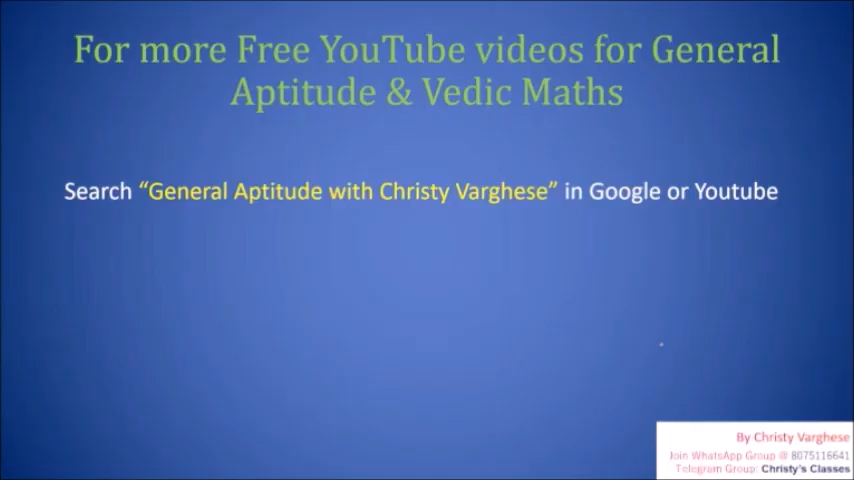 For more Free YouTube videos for General
Aptitude & Vedic Maths
Search “General Aptitude with Christy Varghese” in Google or Youtube
By Christy Varghese
Join WhatsApp Group @ 8075116641
Telegram Group: Christy's Classes